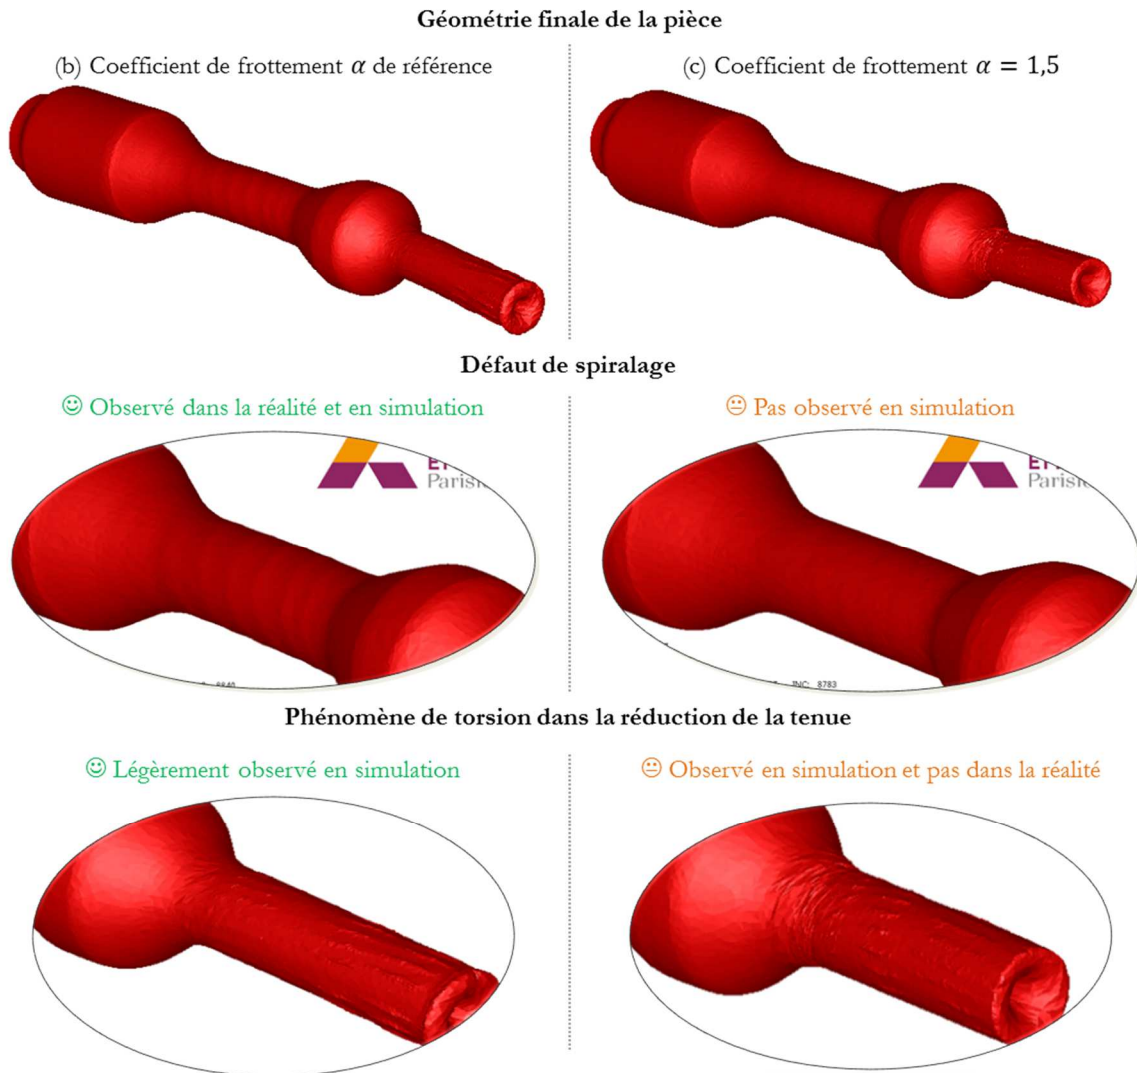 Géométrie finale de la pièce
(b) Coefficient de frottement α de référence
(c) Coefficient de frottement α = 1,5
Défaut de spiralage
☺ Observé dans la réalité et en simulation
😐 Pas observé en simulation
INC: 8783
Phénomène de torsion dans la réduction de la tenue
☺ Légèrement observé en simulation
😐 Observé en simulation et pas dans la réalité